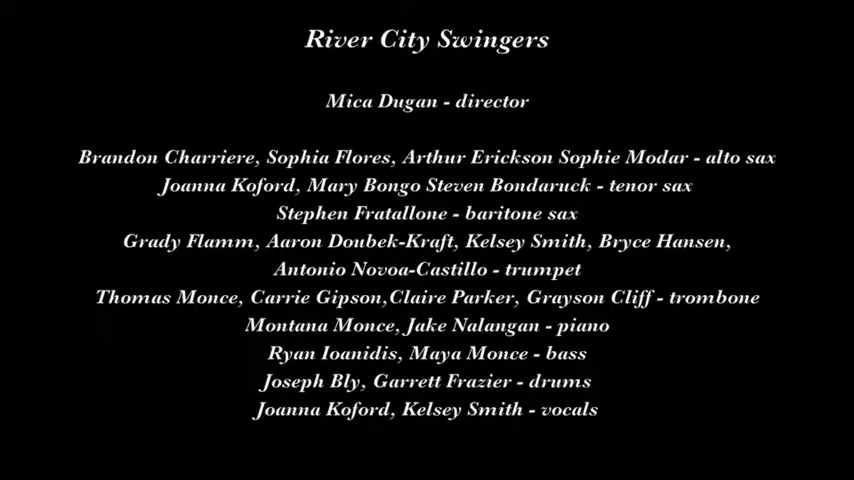 River City Swingers
Mica Dugan - director
Brandon Charriere, Sophia Flores, Arthur Erickson Sophie Modar - alto sax
Joanna Koford, Mary Bongo Steven Bondaruck - tenor sax
Stephen Fratallone - baritone sax
Grady Flamm, Aaron Doubek-Kraft, Kelsey Smith, Bryce Hansen,
Antonio Novoa-Castillo - trumpet
Thomas Monce, Carrie Gipson,Claire Parker, Grayson Cliff - trombone
Montana Monce, Jake Nalangan - piano
Ryan Ioanidis, Maya Monce - bass
Joseph Bly, Garrett Frazier - drums
Joanna Koford, Kelsey Smith - vocals